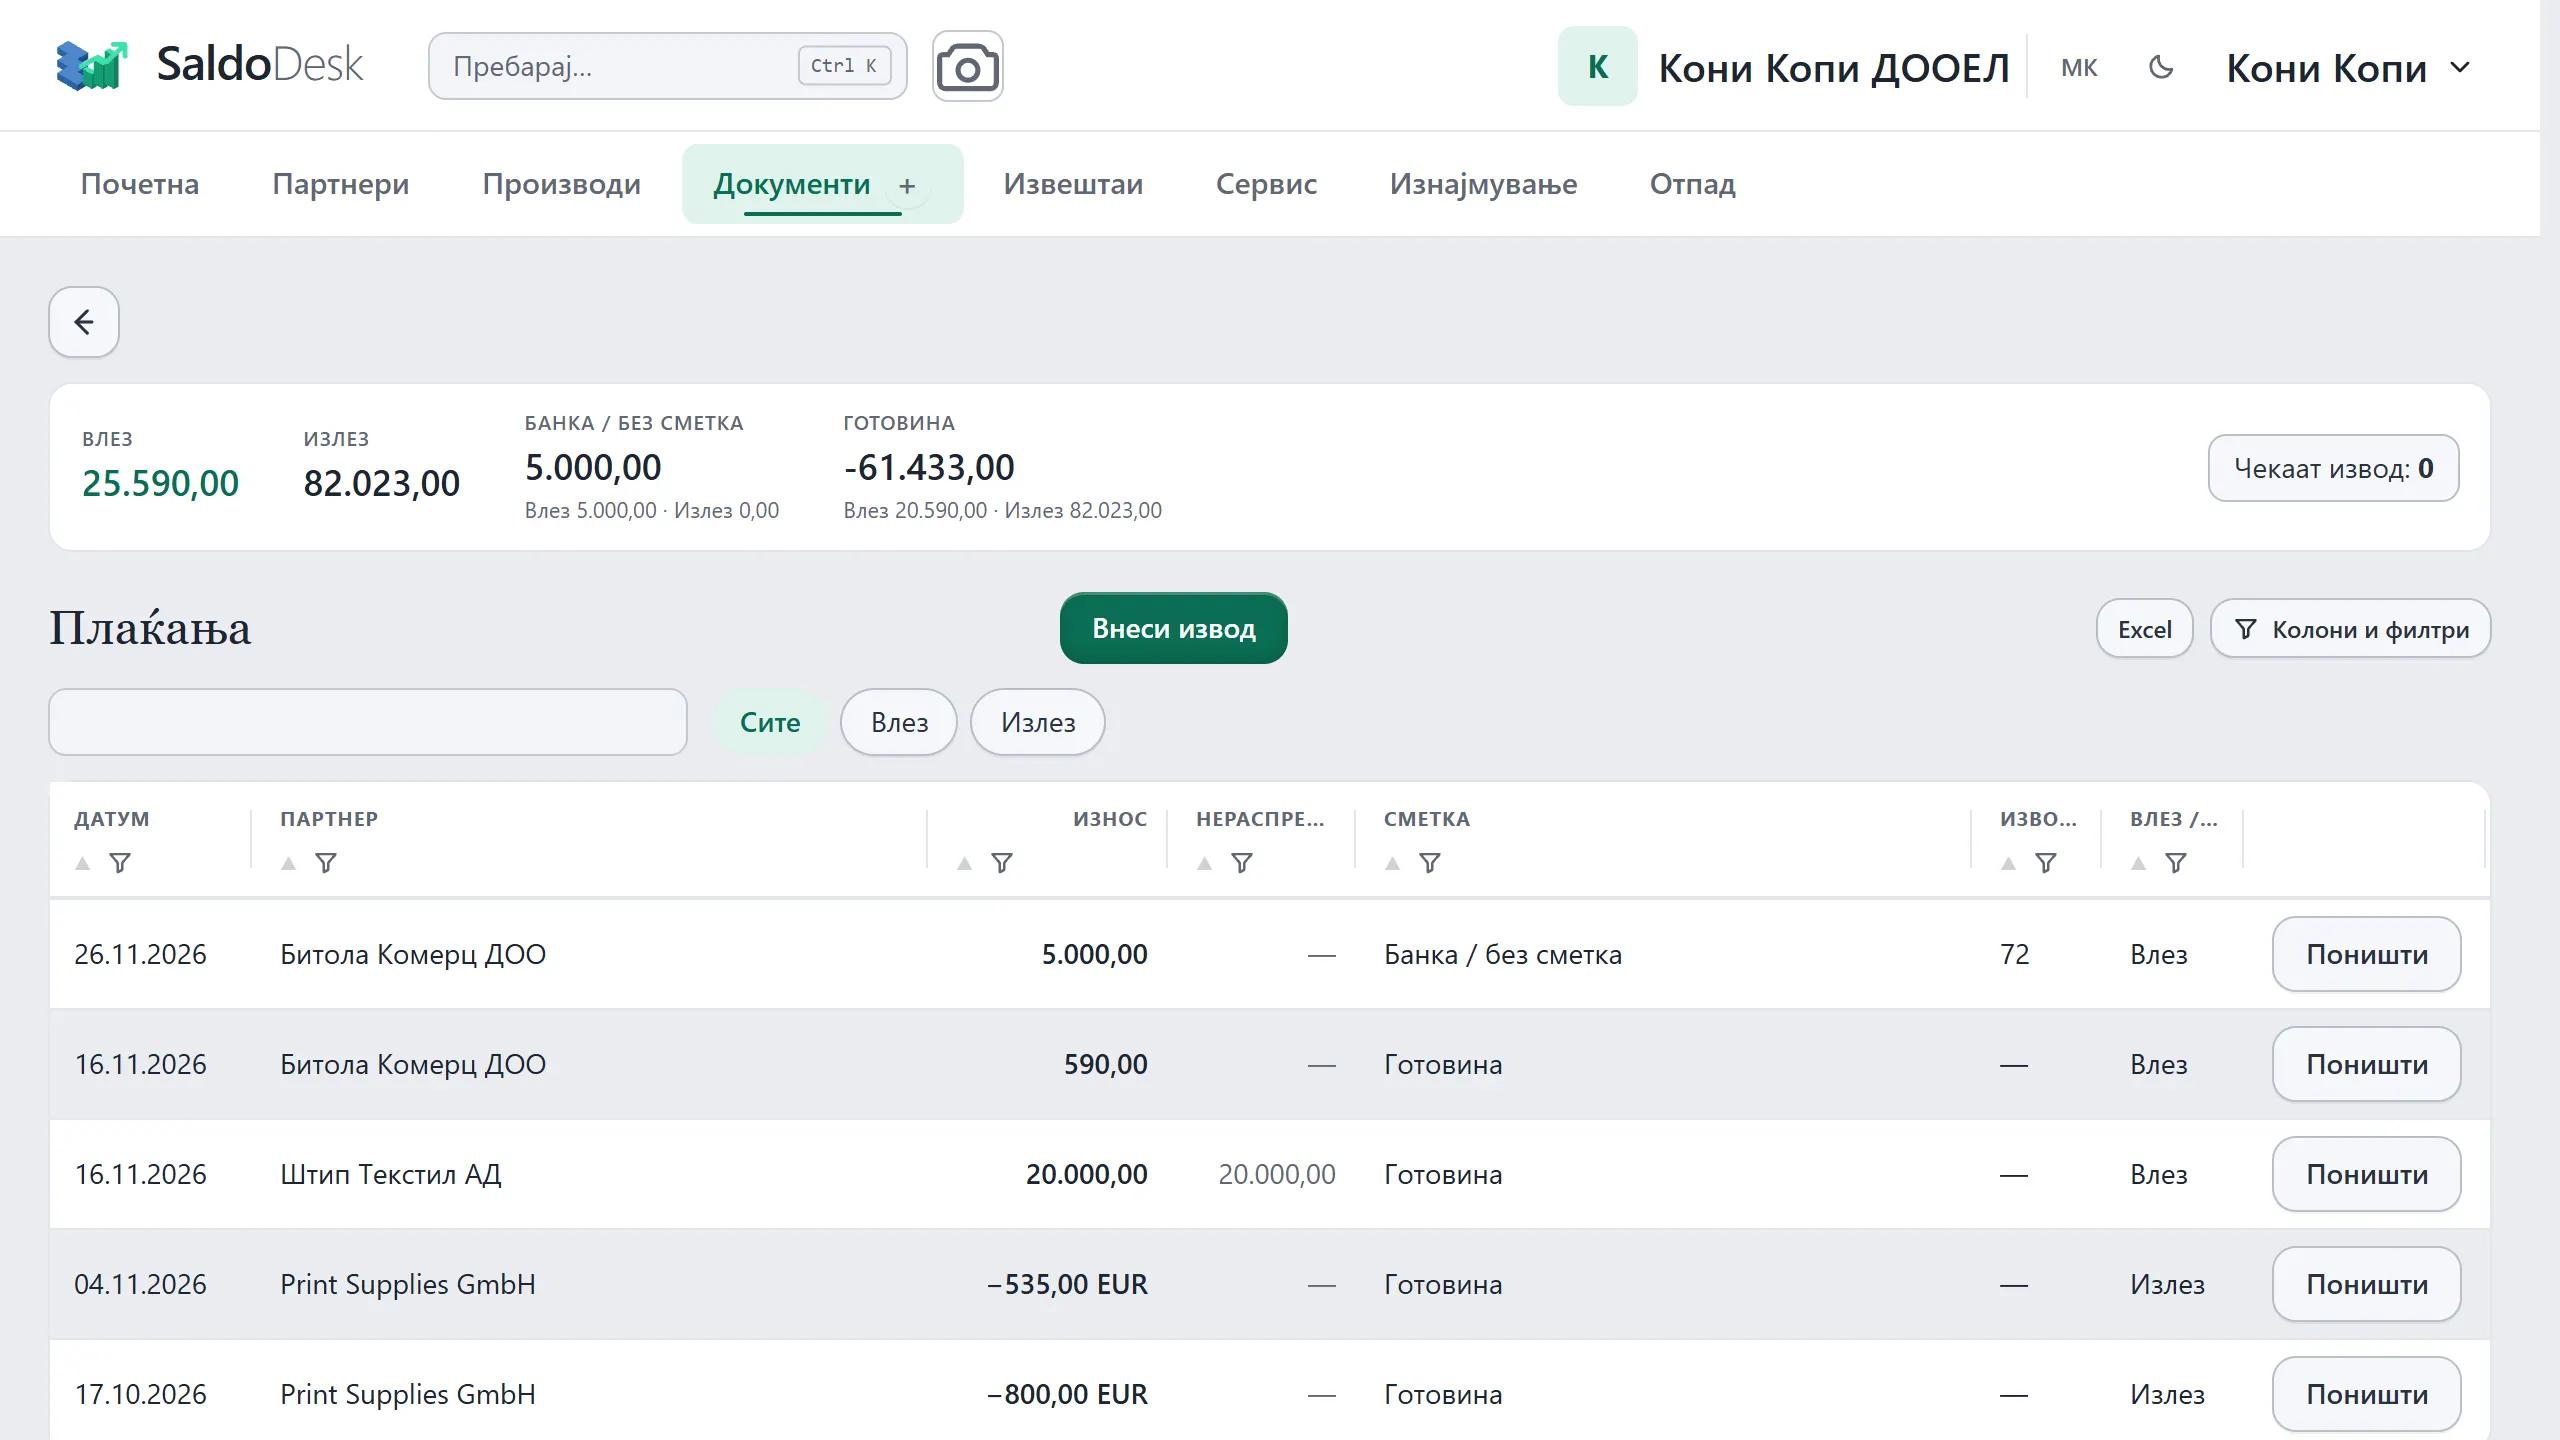 SaldoDesk
Пребарај...
Ctrl K
К
Кони Копи ДООЕЛ
МК
Кони Копи
Почетна
Партнери
Производи
Документи +
Извештаи
Сервис
Изнајмување
Отпад
ВЛЕЗ
25.590,00
ИЗЛЕЗ
82.023,00
БАНКА / БЕЗ СМЕТКА
5.000,00
Влез 5.000,00 · Излез 0,00
ГОТОВИНА
-61.433,00
Влез 20.590,00 · Излез 82.023,00
Чекаат извод: 0
Плаќања
Внеси извод
Excel
Колони и филтри
Сите
Влез
Излез
ДАТУМ ПАРТНЕР ИЗНОС НЕРАСПРЕ... СМЕТКА ИЗВО... ВЛЕЗ /...
26.11.2026 Битола Комерц ДОО 5.000,00 — Банка / без сметка 72 Влез Поништи
16.11.2026 Битола Комерц ДОО 590,00 — Готовина — Влез Поништи
16.11.2026 Штип Текстил АД 20.000,00 20.000,00 Готовина — Влез Поништи
04.11.2026 Print Supplies GmbH –535,00 EUR — Готовина — Излез Поништи
17.10.2026 Print Supplies GmbH –800,00 EUR — Готовина — Излез Поништи